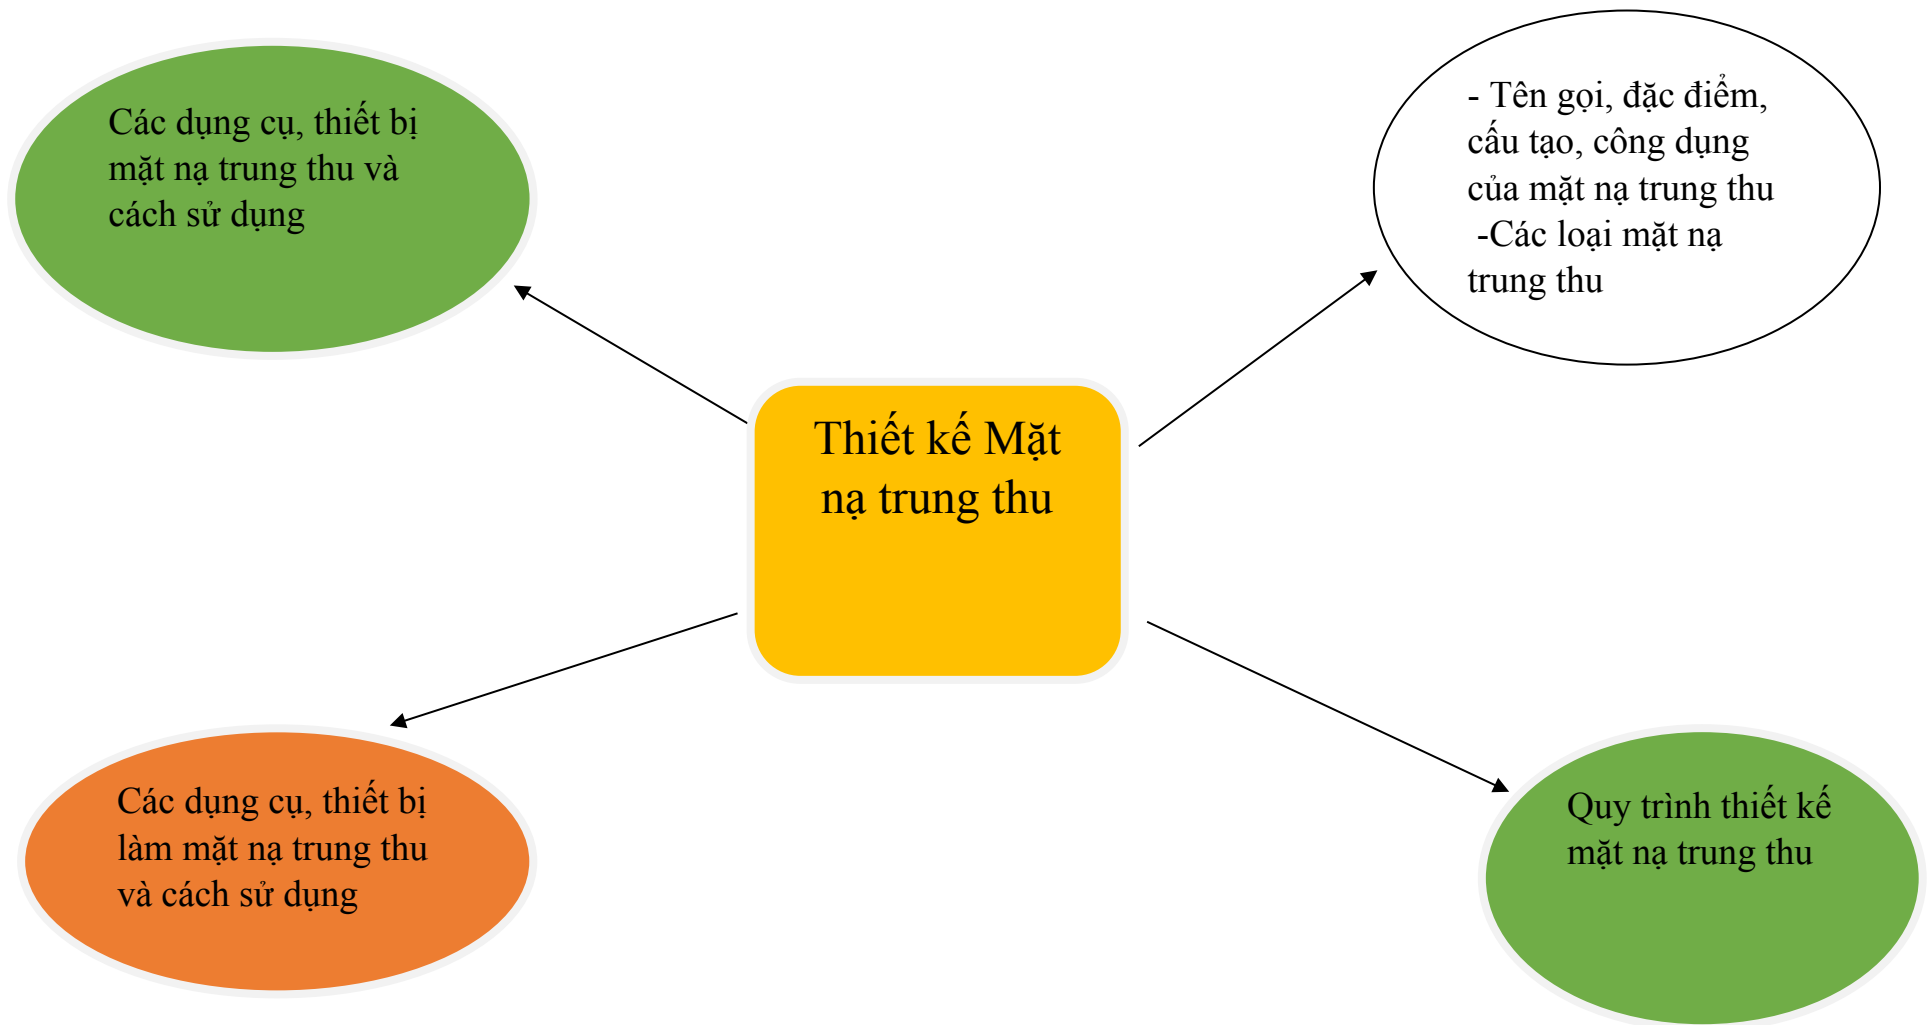 Các dụng cụ, thiết bị
mặt nạ trung thu và
cách sử dụng
- Tên gọi, đặc điểm,
cấu tạo, công dụng
của mặt nạ trung thu
-Các loại mặt nạ
trung thu
Thiết kế Mặt
nạ trung thu
Các dụng cụ, thiết bị
làm mặt nạ trung thu
và cách sử dụng
Quy trình thiết kế
mặt nạ trung thu